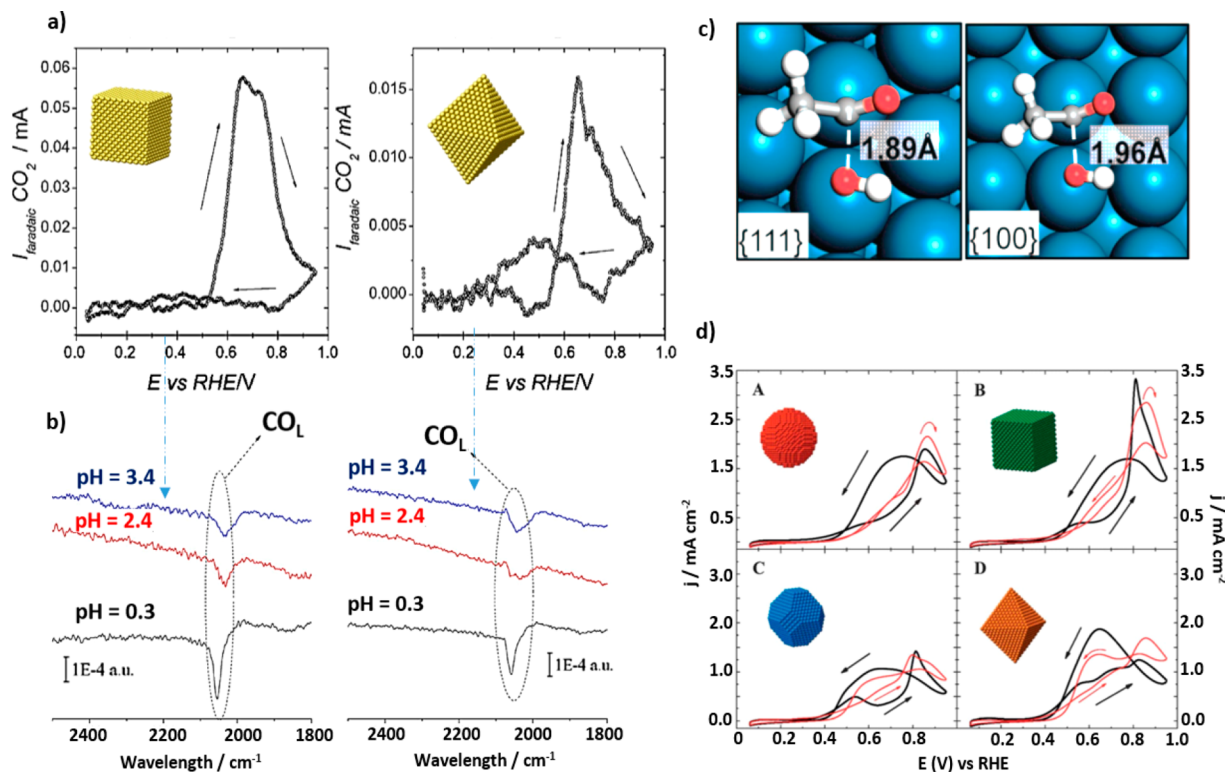 a)
I faradaic CO2 / mA
0.06
0.05
0.04
0.03
0.02
0.01
0.00
0.0 0.2 0.4 0.6 0.8 1.0
E vs RHE/V
I faradaic CO2 / mA
0.015
0.010
0.005
0.000
0.0 0.2 0.4 0.6 0.8 1.0
E vs RHE/V
b)
COL
pH = 3.4
pH = 2.4
pH = 0.3
1E-4 a.u.
2400 2200 2000 1800
Wavelength / cm-1
COL
pH = 3.4
pH = 2.4
pH = 0.3
1E-4 a.u.
2400 2200 2000 1800
Wavelength / cm-1
c)
1.89Å
{111}
1.96Å
{100}
d)
j / mA cm-2
3.5
2.5
1.5
0.5
A
B
3.5
2.5
1.5
0.5
j / mA cm-2
3.0
2.0
1.0
0.0
C
D
3.0
2.0
1.0
0.0
0 0.2 0.4 0.6 0.8 0.2 0.4 0.6 0.8 1.0
E (V) vs RHE